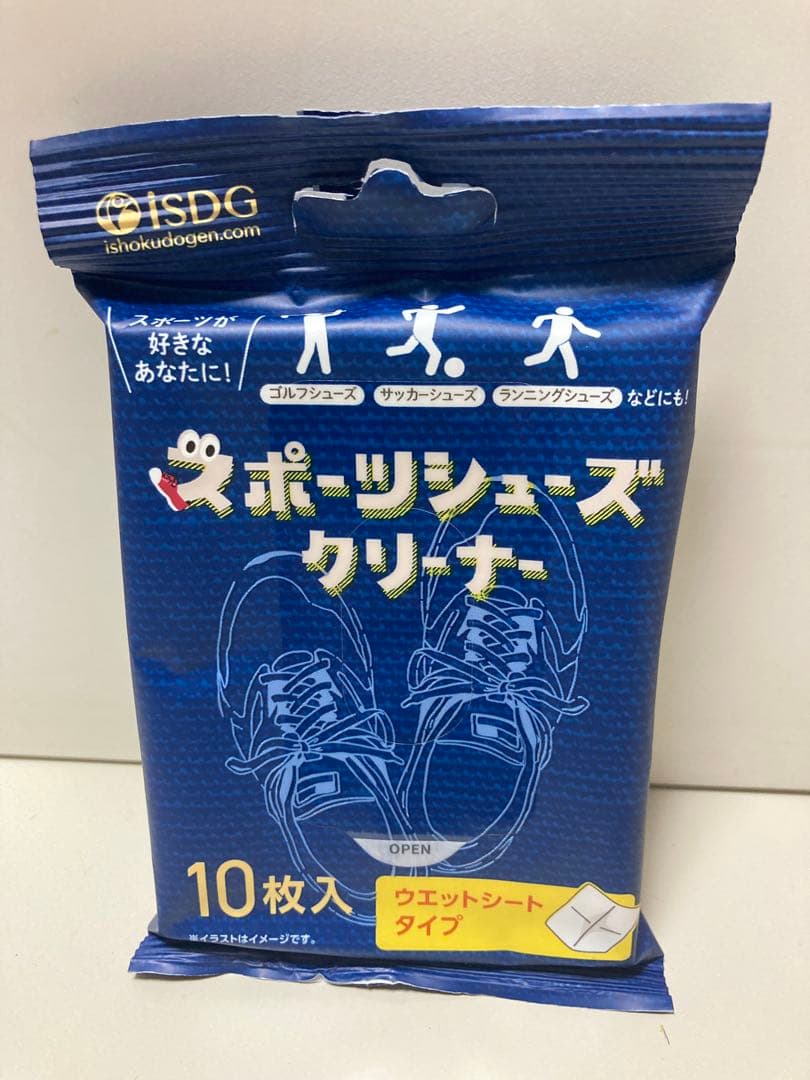 iSDG
ishokudogen.com
スポーツが
好きな
あなたに!
ゴルフシューズ
サッカーシューズ
ランニングシューズ
などにも!
スポーツシューズ
クリーナー
OPEN
10枚入
ウエットシート
タイプ
※イラストはイメージです。